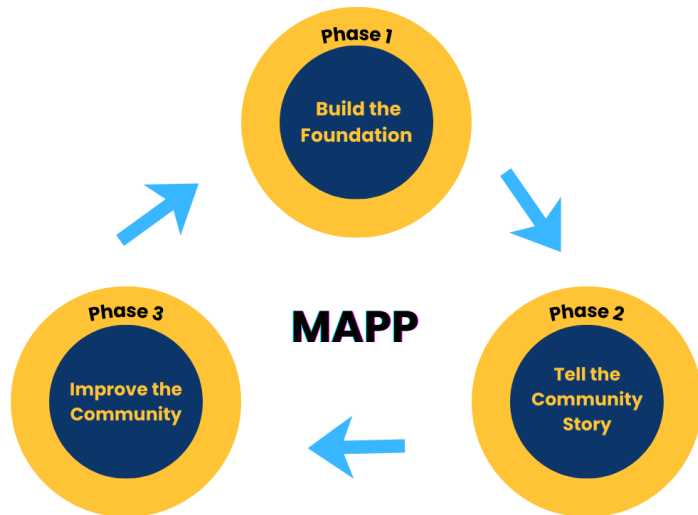 Phase 1
Build the
Foundation
MAPP
Phase 3
Improve the
Community
Phase 2
Tell the
Community
Story